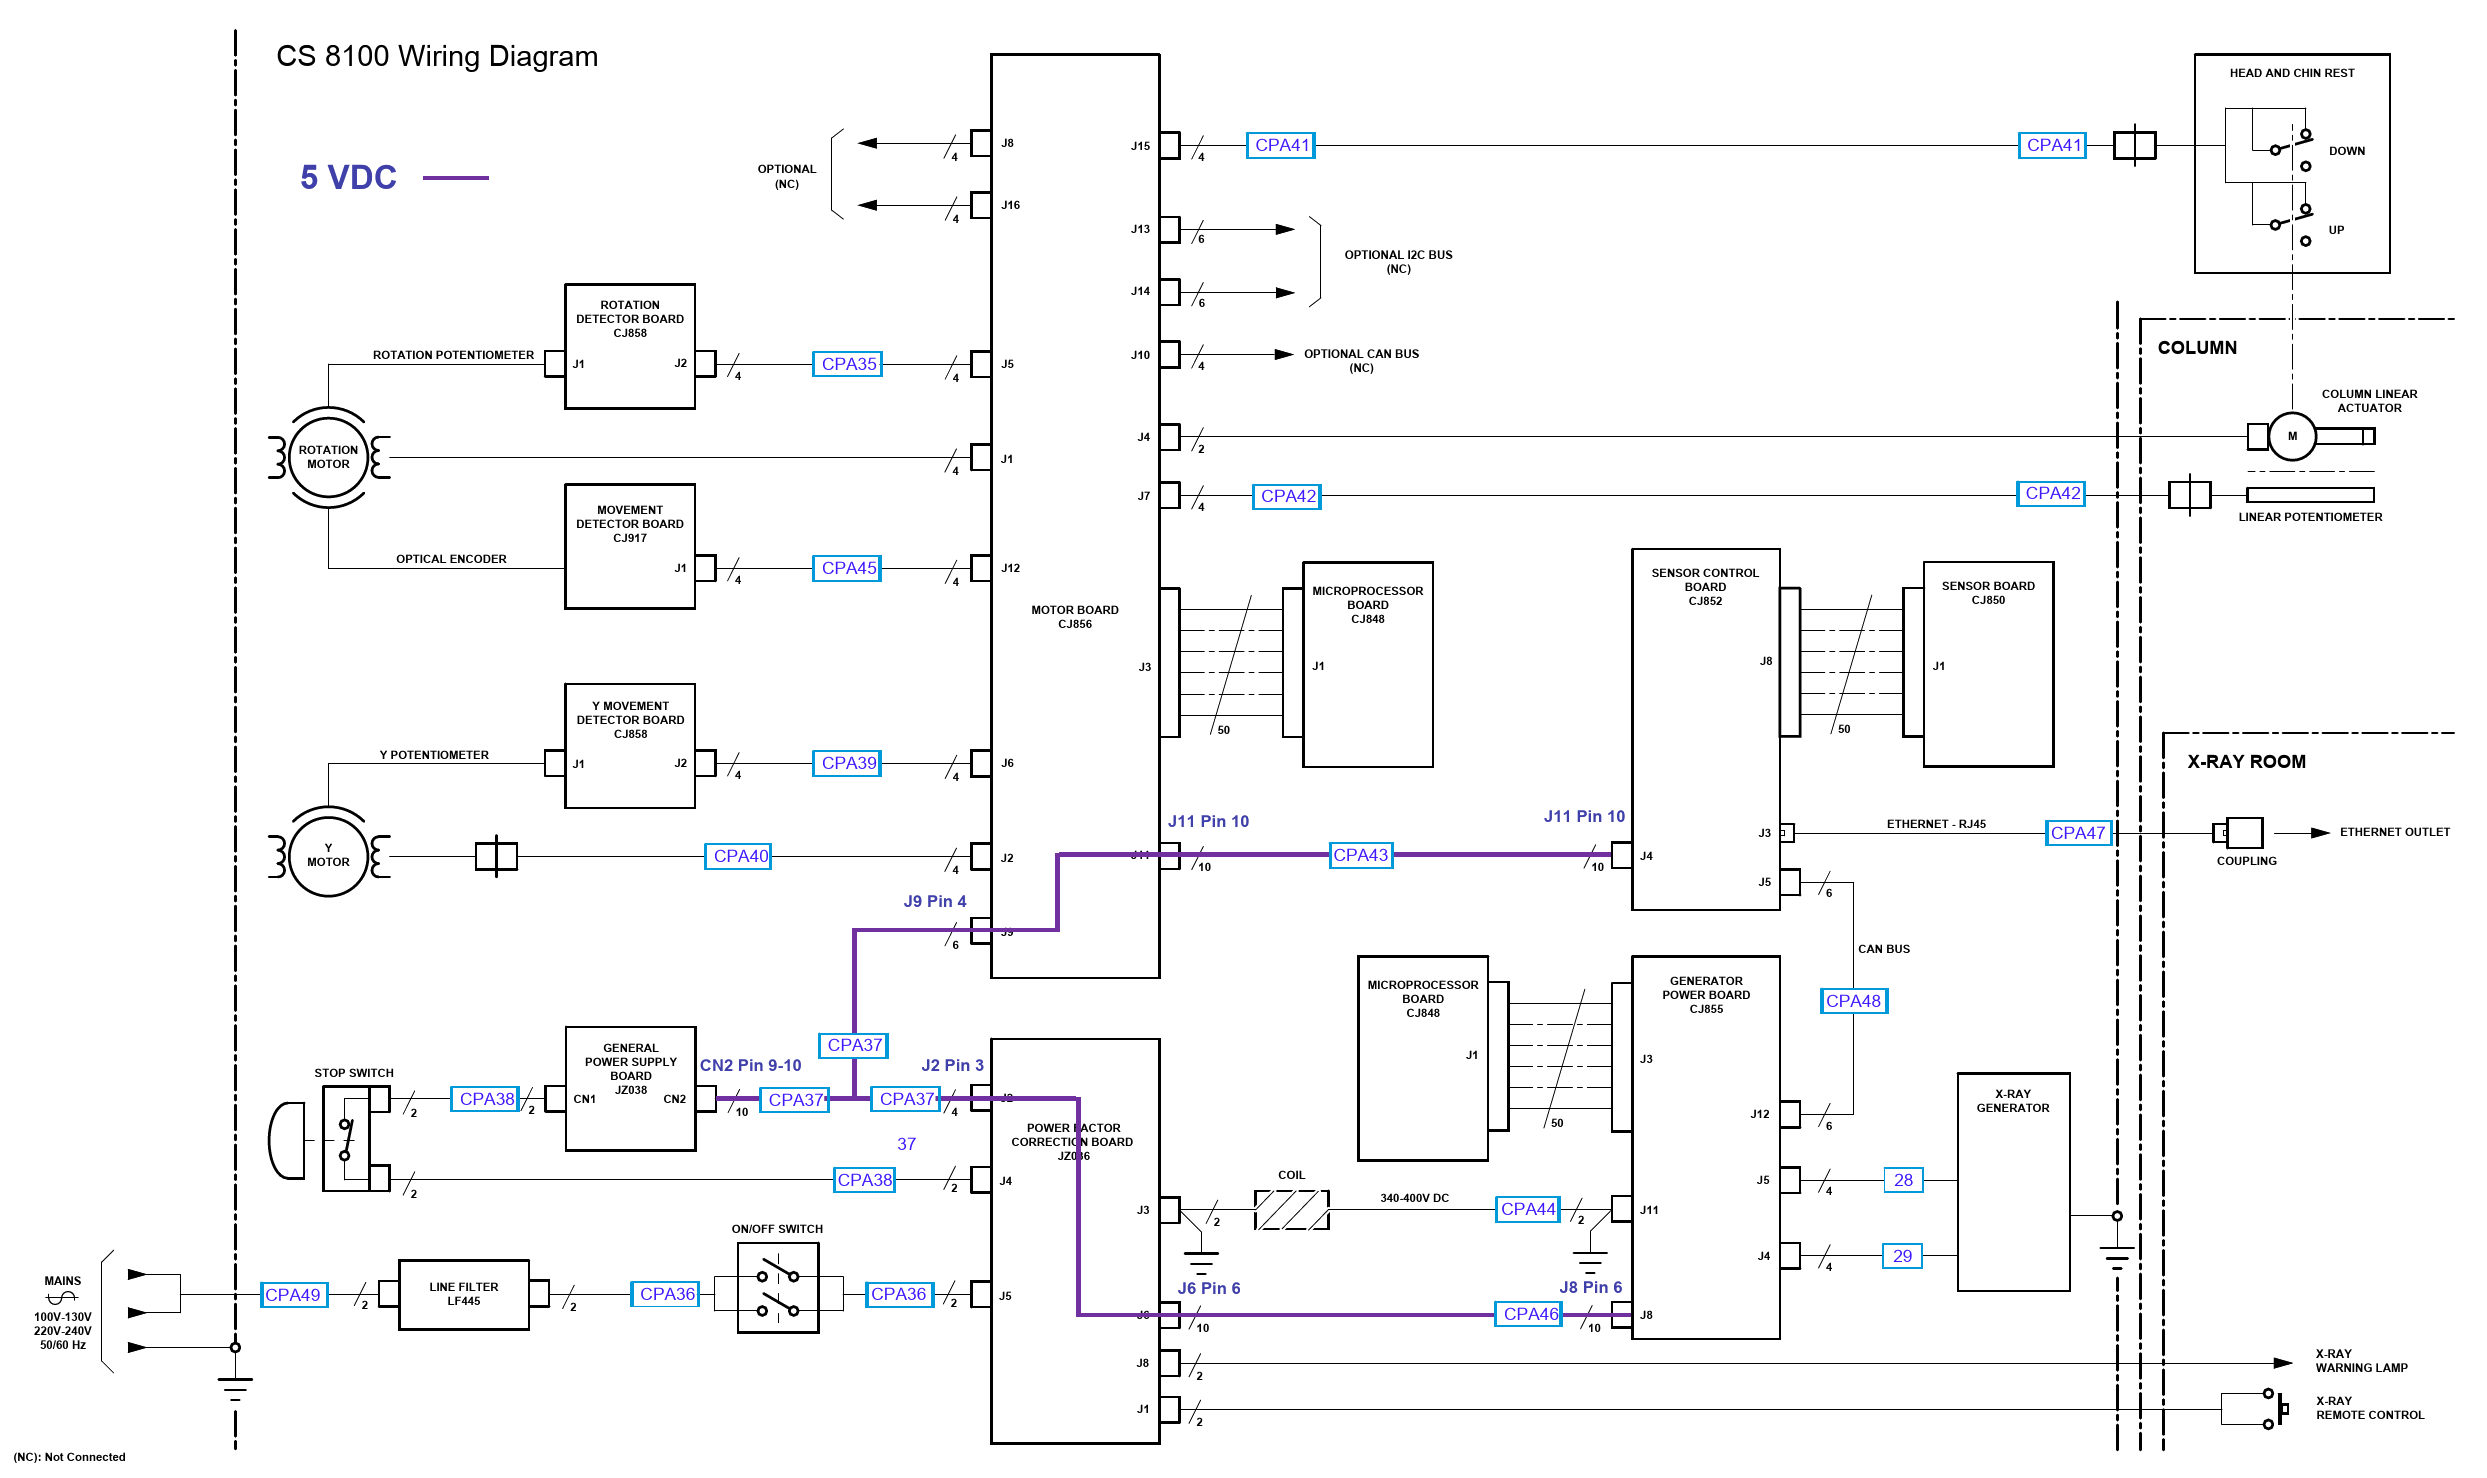 CS 8100 Wiring Diagram
5 VDC
HEAD AND CHIN REST
DOWN
UP
OPTIONAL
(NC)
J8
4
J16
4
J15
4
CPA41
CPA41
J13
6
J14
6
OPTIONAL I2C BUS
(NC)
J10
4
OPTIONAL CAN BUS
(NC)
COLUMN
COLUMN LINEAR
ACTUATOR
M
LINEAR POTENTIOMETER
J4
2
J7
4
CPA42
CPA42
ROTATION
DETECTOR BOARD
CJ858
ROTATION POTENTIOMETER
J1
J2
4
CPA35
4
J5
ROTATION
MOTOR
4
J1
MOVEMENT
DETECTOR BOARD
CJ917
OPTICAL ENCODER
J1
4
CPA45
4
J12
MOTOR BOARD
CJ856
J3
50
MICROPROCESSOR
BOARD
CJ848
J1
SENSOR CONTROL
BOARD
CJ852
J8
50
SENSOR BOARD
CJ850
J1
Y MOVEMENT
DETECTOR BOARD
CJ858
Y POTENTIOMETER
J1
J2
4
CPA39
4
J6
Y
MOTOR
CPA40
4
J2
X-RAY ROOM
J11 Pin 10
J11
10
CPA43
J11 Pin 10
10
J4
J3
ETHERNET - RJ45
CPA47
COUPLING
ETHERNET OUTLET
J5
6
CAN BUS
CPA48
J9 Pin 4
6
J9
MICROPROCESSOR
BOARD
CJ848
J1
50
GENERATOR
POWER BOARD
CJ855
J3
J12
6
X-RAY
GENERATOR
J5
4
28
J4
4
29
STOP SWITCH
2
CPA38
2
CN1
GENERAL
POWER SUPPLY
BOARD
JZ038
CN2
CN2 Pin 9-10
10
CPA37
CPA37
CPA37
J2 Pin 3
4
J2
37
2
CPA38
2
J4
POWER FACTOR
CORRECTION BOARD
JZ036
J3
2
COIL
340-400V DC
CPA44
2
J11
ON/OFF SWITCH
MAINS
100V-130V
220V-240V
50/60 Hz
CPA49
2
LINE FILTER
LF445
2
CPA36
CPA36
2
J5
J6 Pin 6
J6
10
CPA46
J8 Pin 6
10
J8
J8
2
X-RAY
WARNING LAMP
J1
2
X-RAY
REMOTE CONTROL
(NC): Not Connected